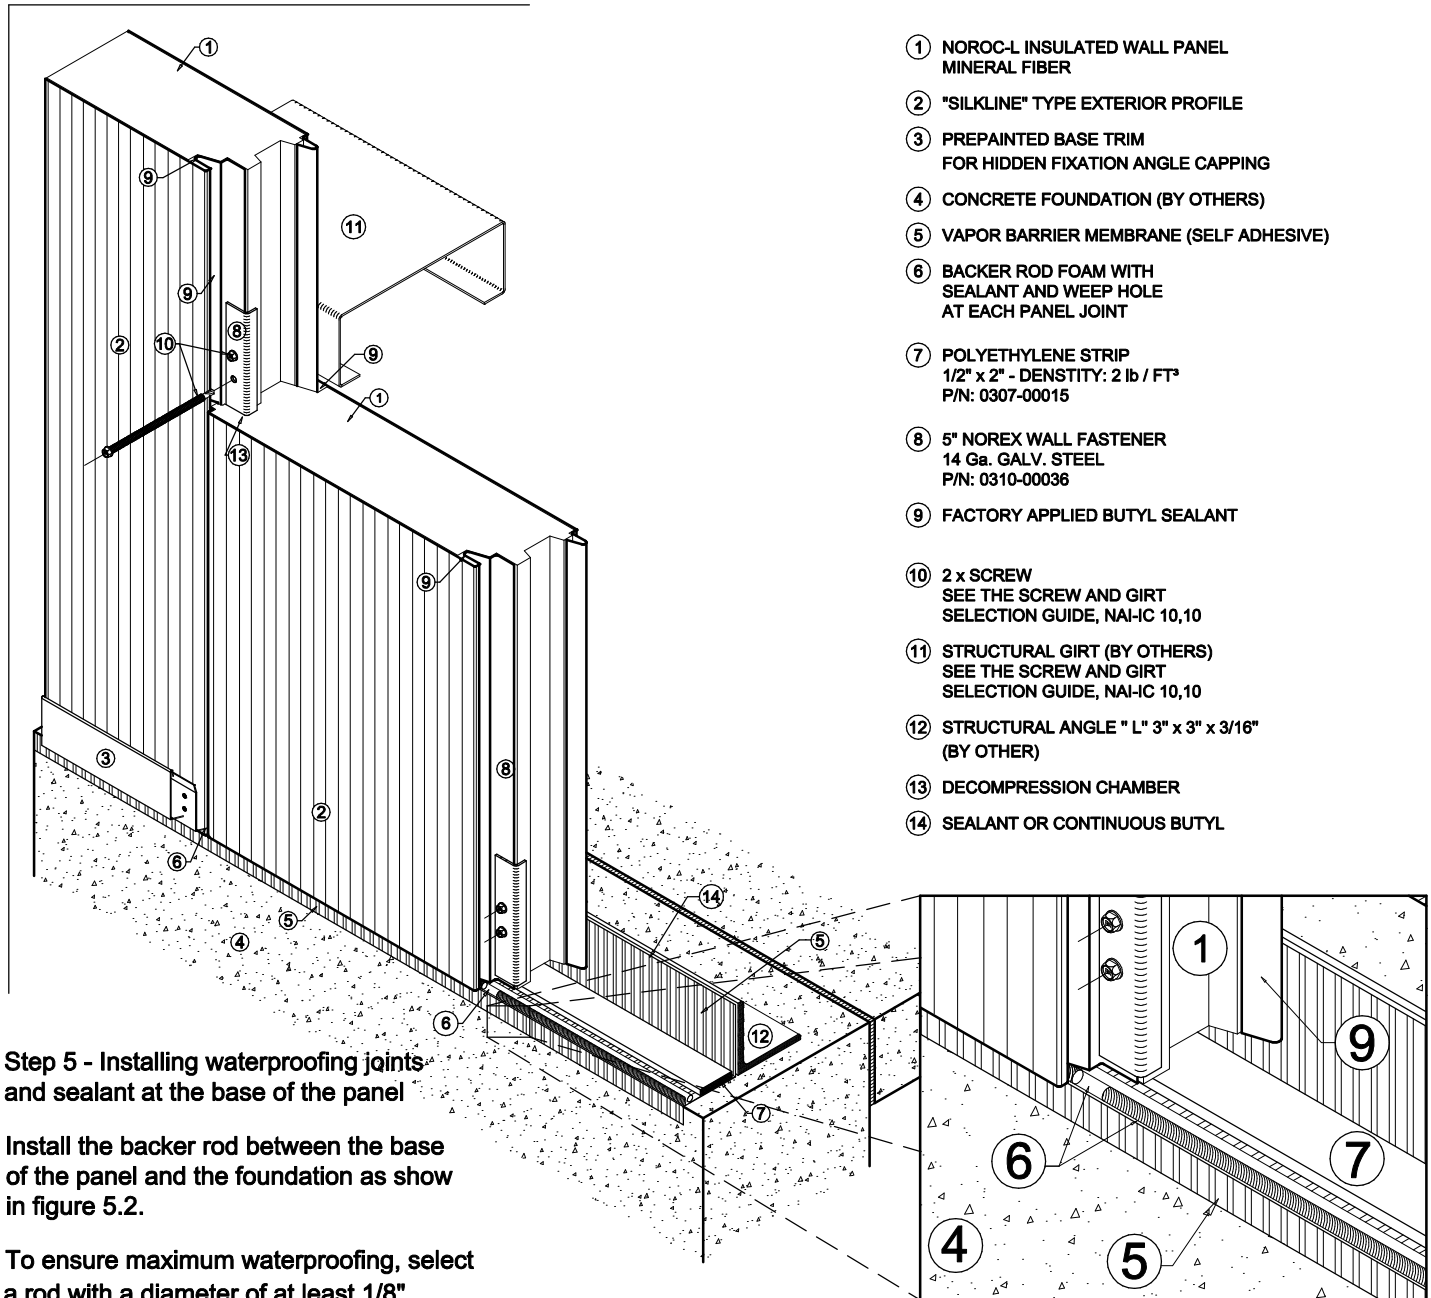 1 NOROC-L INSULATED WALL PANEL
MINERAL FIBER
2 "SILKLINE" TYPE EXTERIOR PROFILE
3 PREPAINTED BASE TRIM
FOR HIDDEN FIXATION ANGLE CAPPING
4 CONCRETE FOUNDATION (BY OTHERS)
5 VAPOR BARRIER MEMBRANE (SELF ADHESIVE)
6 BACKER ROD FOAM WITH
SEALANT AND WEEP HOLE
AT EACH PANEL JOINT
7 POLYETHYLENE STRIP
1/2" x 2" - DENSTITY: 2 lb / FT³
P/N: 0307-00015
8 5" NOREX WALL FASTENER
14 Ga. GALV. STEEL
P/N: 0310-00036
9 FACTORY APPLIED BUTYL SEALANT
10 2 x SCREW
SEE THE SCREW AND GIRT
SELECTION GUIDE, NAI-IC 10,10
11 STRUCTURAL GIRT (BY OTHERS)
SEE THE SCREW AND GIRT
SELECTION GUIDE, NAI-IC 10,10
12 STRUCTURAL ANGLE " L" 3" x 3" x 3/16"
(BY OTHER)
13 DECOMPRESSION CHAMBER
14 SEALANT OR CONTINUOUS BUTYL
1
9
11
9
8
2
10
9
1
13
9
8
3
2
6
14
5
5
4
6
12
7
1
9
6
7
4
5
Step 5 - Installing waterproofing joints
and sealant at the base of the panel
Install the backer rod between the base
of the panel and the foundation as show
in figure 5.2.
To ensure maximum waterproofing, select
a rod with a diameter of at least 1/8"